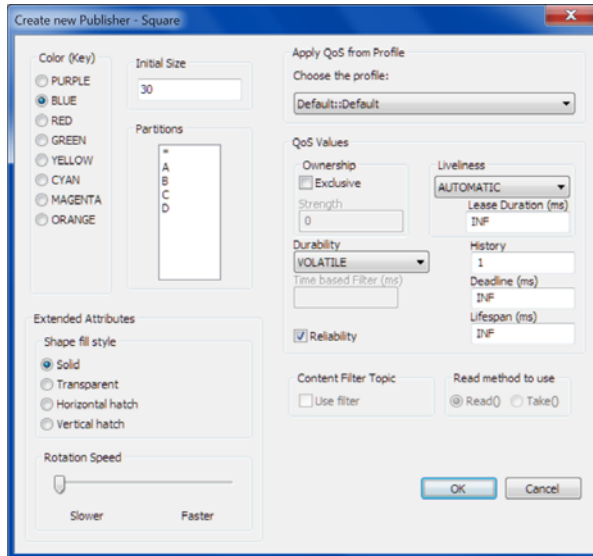 Create new Publisher - Square
Color (Key)
PURPLE
BLUE
RED
GREEN
YELLOW
CYAN
MAGENTA
ORANGE
Initial Size
30
Partitions
*
A
B
C
D
Extended Attributes
Shape fill style
Solid
Transparent
Horizontal hatch
Vertical hatch
Rotation Speed
Slower Faster
Apply QoS from Profile
Choose the profile:
Default::Default
QoS Values
Ownership
Exclusive
Strength
0
Liveliness
AUTOMATIC
Lease Duration (ms)
INF
Durability
VOLATILE
Time based Filter (ms)
Reliability
History
1
Deadline (ms)
INF
Lifespan (ms)
INF
Content Filter Topic
Use filter
Read method to use
Read() Take()
OK Cancel